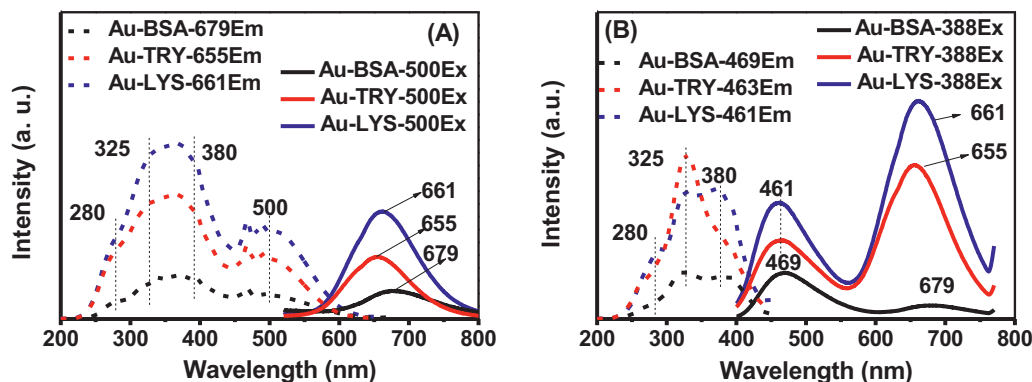 Au-BSA-679Em
Au-TRY-655Em
Au-LYS-661Em
(A)
Au-BSA-500Ex
Au-TRY-500Ex
Au-LYS-500Ex
325
380
280
500
661
655
679
Intensity (a. u.)
200 300 400 500 600 700 800
Wavelength (nm)
(B)
Au-BSA-388Ex
Au-TRY-388Ex
Au-LYS-388Ex
Au-BSA-469Em
Au-TRY-463Em
Au-LYS-461Em
325
380
280
461
469
661
655
679
Intensity (a. u.)
200 300 400 500 600 700 800
Wavelength (nm)